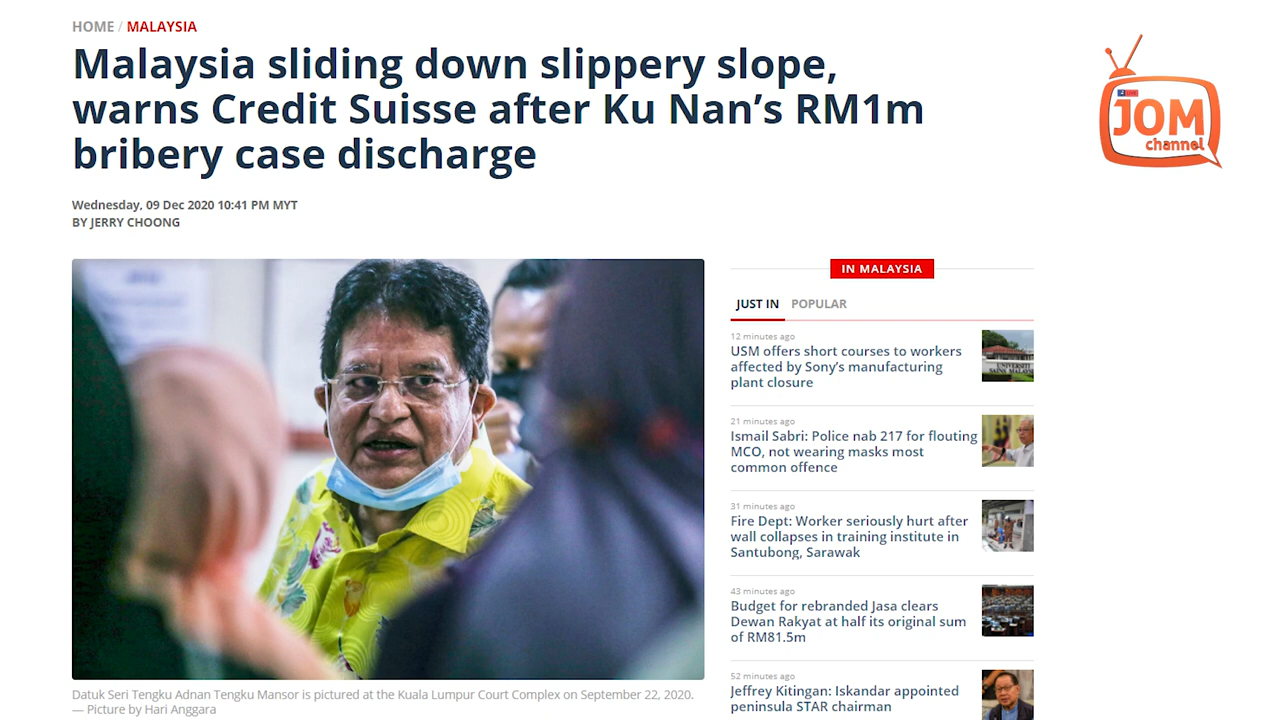 HOME / MALAYSIA
Malaysia sliding down slippery slope,
warns Credit Suisse after Ku Nan's RM1m
bribery case discharge
Wednesday, 09 Dec 2020 10:41 PM MYT
BY JERRY CHOONG
LIVE
JOM
channel
IN MALAYSIA
JUST IN POPULAR
12 minutes ago
USM offers short courses to workers
affected by Sony's manufacturing
plant closure
UNIVERSITI
SAINS MALAYSIA
21 minutes ago
Ismail Sabri: Police nab 217 for flouting
MCO, not wearing masks most
common offence
31 minutes ago
Fire Dept: Worker seriously hurt after
wall collapses in training institute in
Santubong, Sarawak
43 minutes ago
Budget for rebranded Jasa clears
Dewan Rakyat at half its original sum
of RM81.5m
52 minutes ago
Jeffrey Kitingan: Iskandar appointed
peninsula STAR chairman
Datuk Seri Tengku Adnan Tengku Mansor is pictured at the Kuala Lumpur Court Complex on September 22, 2020.
— Picture by Hari Anggara